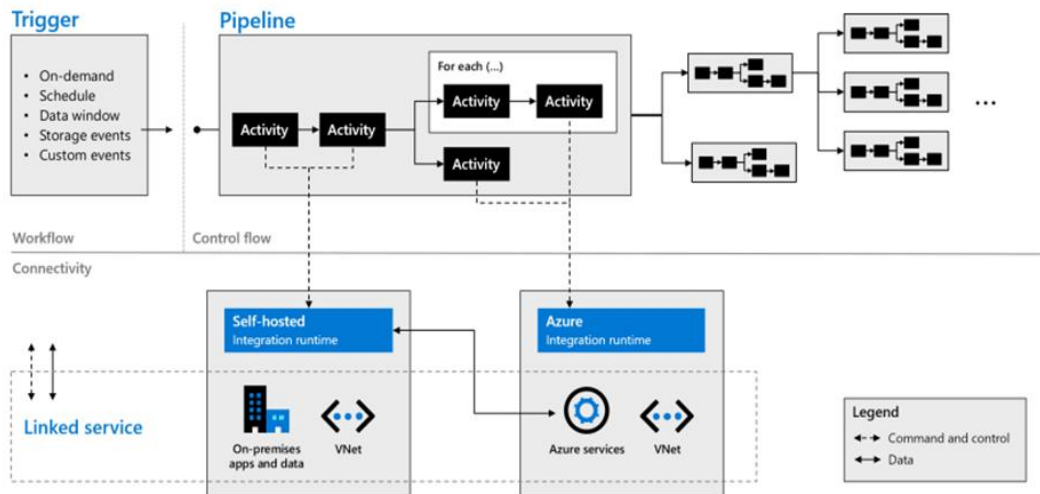 Trigger
Pipeline
• On-demand
• Schedule
• Data window
• Storage events
• Custom events
For each (...)
Activity
Activity
Activity
Activity
Activity
...
Workflow
Control flow
Connectivity
Self-hosted
Integration runtime
Azure
Integration runtime
Linked service
On-premises
apps and data
VNet
Azure services
VNet
Legend
Command and control
Data